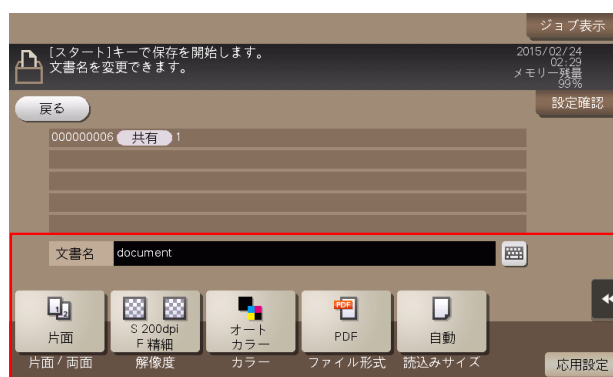 ジョブ表示
[スタート]キーで保存を開始します。
文書名を変更できます。
2015/02/24
02:29
メモリー残量
99%
戻る
設定確認
000000006 共有 1
文書名 document
1 2
片面
S 200dpi
F 精細
オート
カラー
PDF
PDF
自動
片面/両面 解像度 カラー ファイル形式 読込みサイズ 応用設定